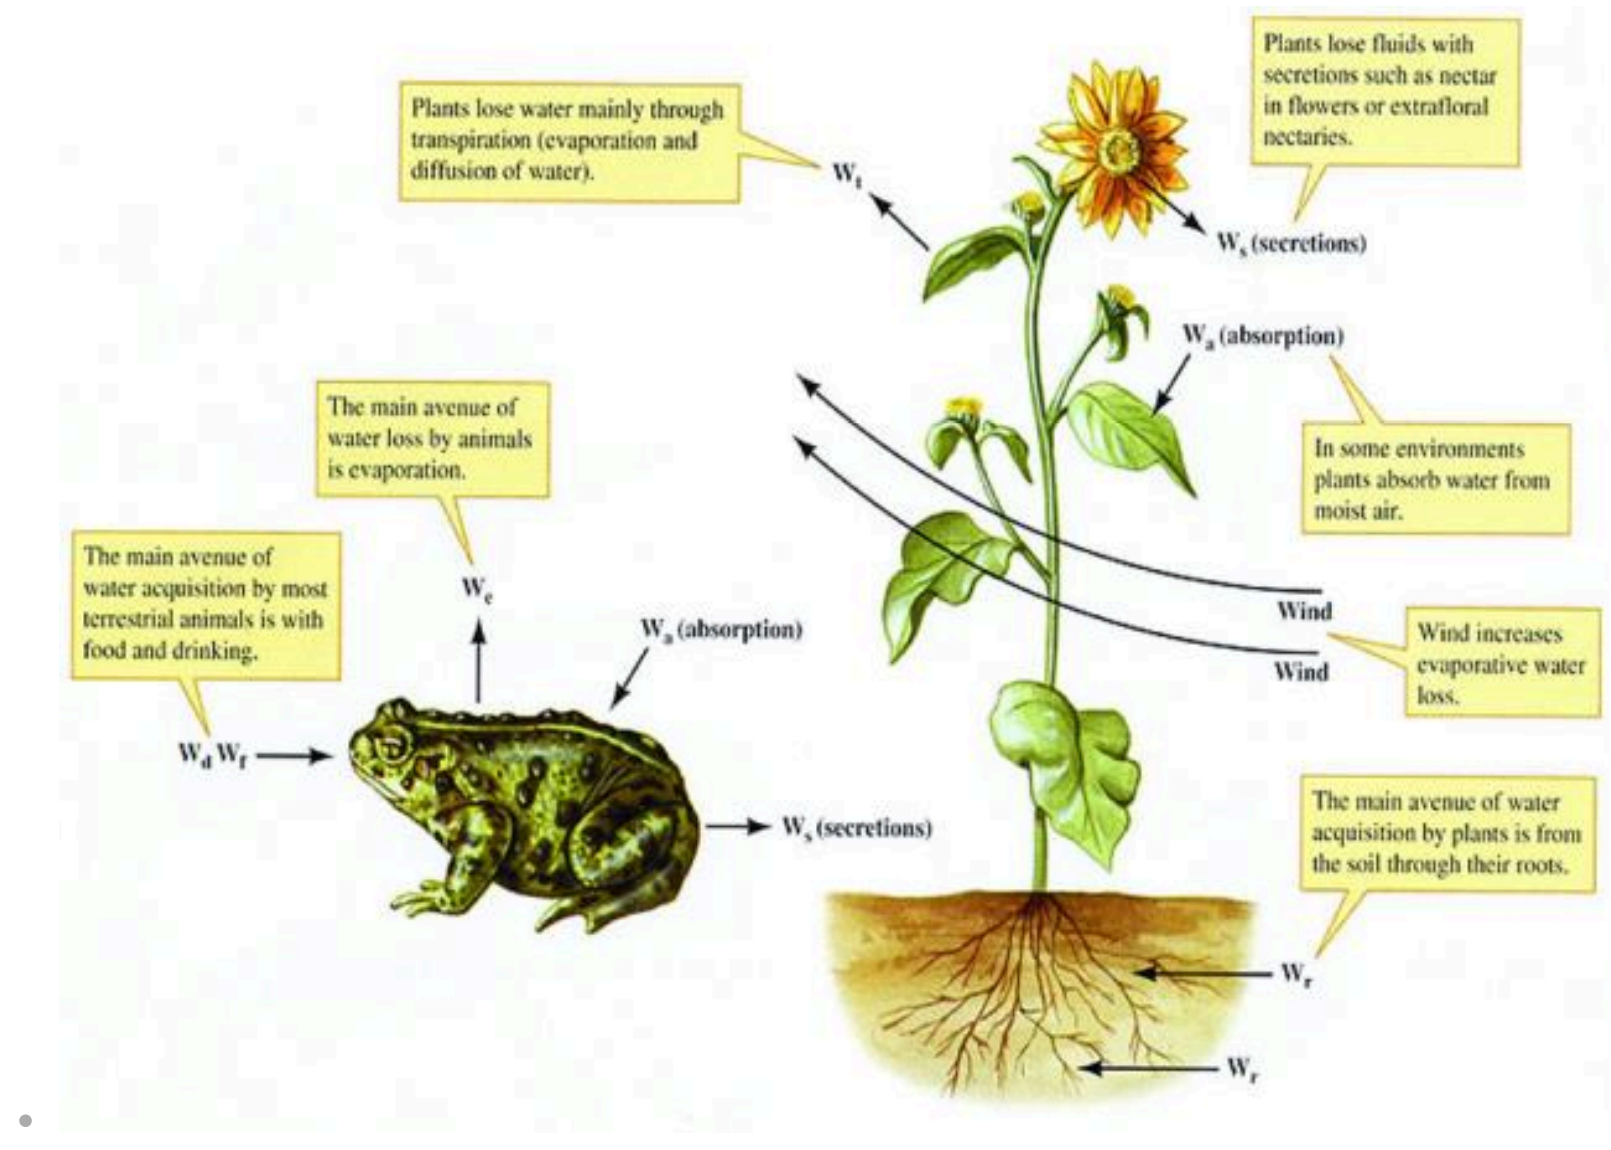 Plants lose fluids with
secretions such as nectar
in flowers or extrafloral
nectaries.
Plants lose water mainly through
transpiration (evaporation and
diffusion of water).
Wt
Ws (secretions)
Wa (absorption)
The main avenue of
water loss by animals
is evaporation.
In some environments
plants absorb water from
moist air.
The main avenue of
water acquisition by most
terrestrial animals is with
food and drinking.
We
Wa (absorption)
Wind
Wind
Wind increases
evaporative water
loss.
Wd Wf
Ws (secretions)
The main avenue of water
acquisition by plants is from
the soil through their roots.
Wr
Wr